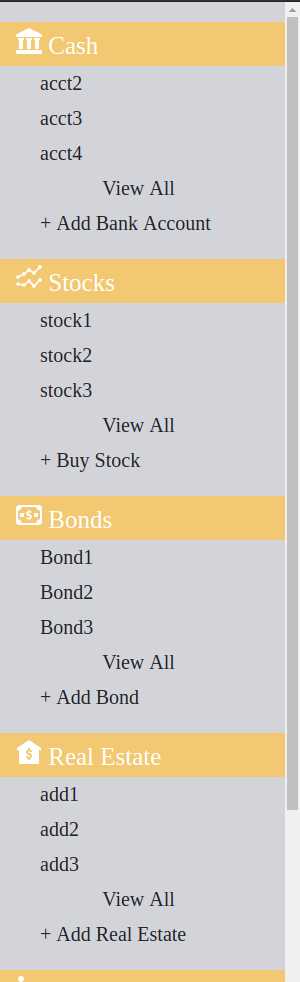 Cash
acct2
acct3
acct4
View All
+ Add Bank Account
Stocks
stock1
stock2
stock3
View All
+ Buy Stock
Bonds
Bond1
Bond2
Bond3
View All
+ Add Bond
Real Estate
add1
add2
add3
View All
+ Add Real Estate